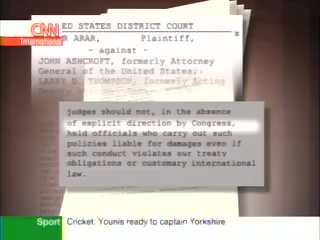 ED STATES DISTRICT COURT
CNN
International
R ARAR, Plaintiff,
x
- against -
JOHN ASHCROFT, formerly Attorney
General of the United States;
LARRY D. THOMPSON, formerly Acting
judges should not, in the absence
of explicit direction by Congress,
held officials who carry out such
policies liable for damages even if
such conduct violates our treaty
obligations or customary international
law.
Sport Cricket: Younis ready to captain Yorkshire